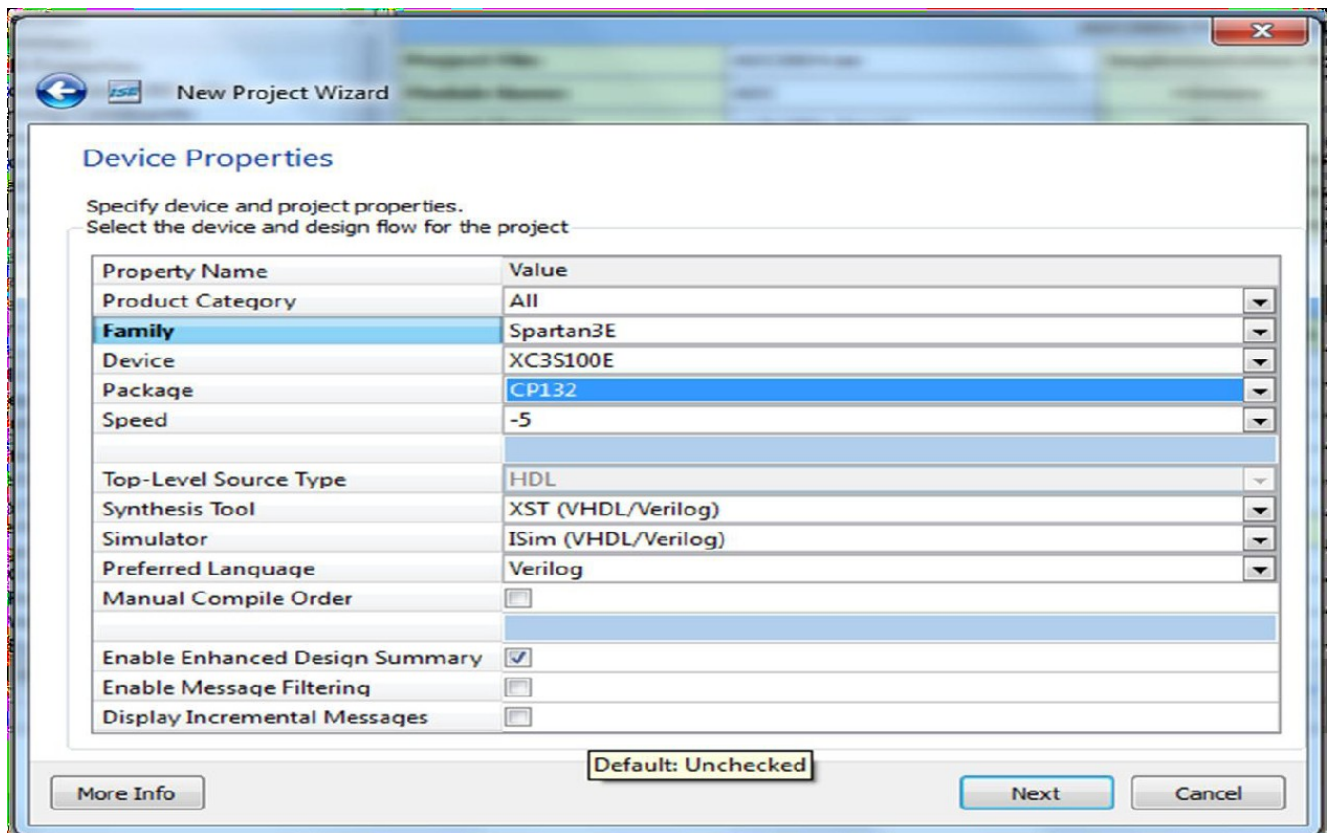 ISE New Project Wizard
Device Properties
Specify device and project properties.
Select the device and design flow for the project
Property Name Value
Product Category All
Family Spartan3E
Device XC3S100E
Package CP132
Speed -5
Top-Level Source Type HDL
Synthesis Tool XST (VHDL/Verilog)
Simulator ISim (VHDL/Verilog)
Preferred Language Verilog
Manual Compile Order
Enable Enhanced Design Summary
Enable Message Filtering
Display Incremental Messages
Default: Unchecked
More Info Next Cancel